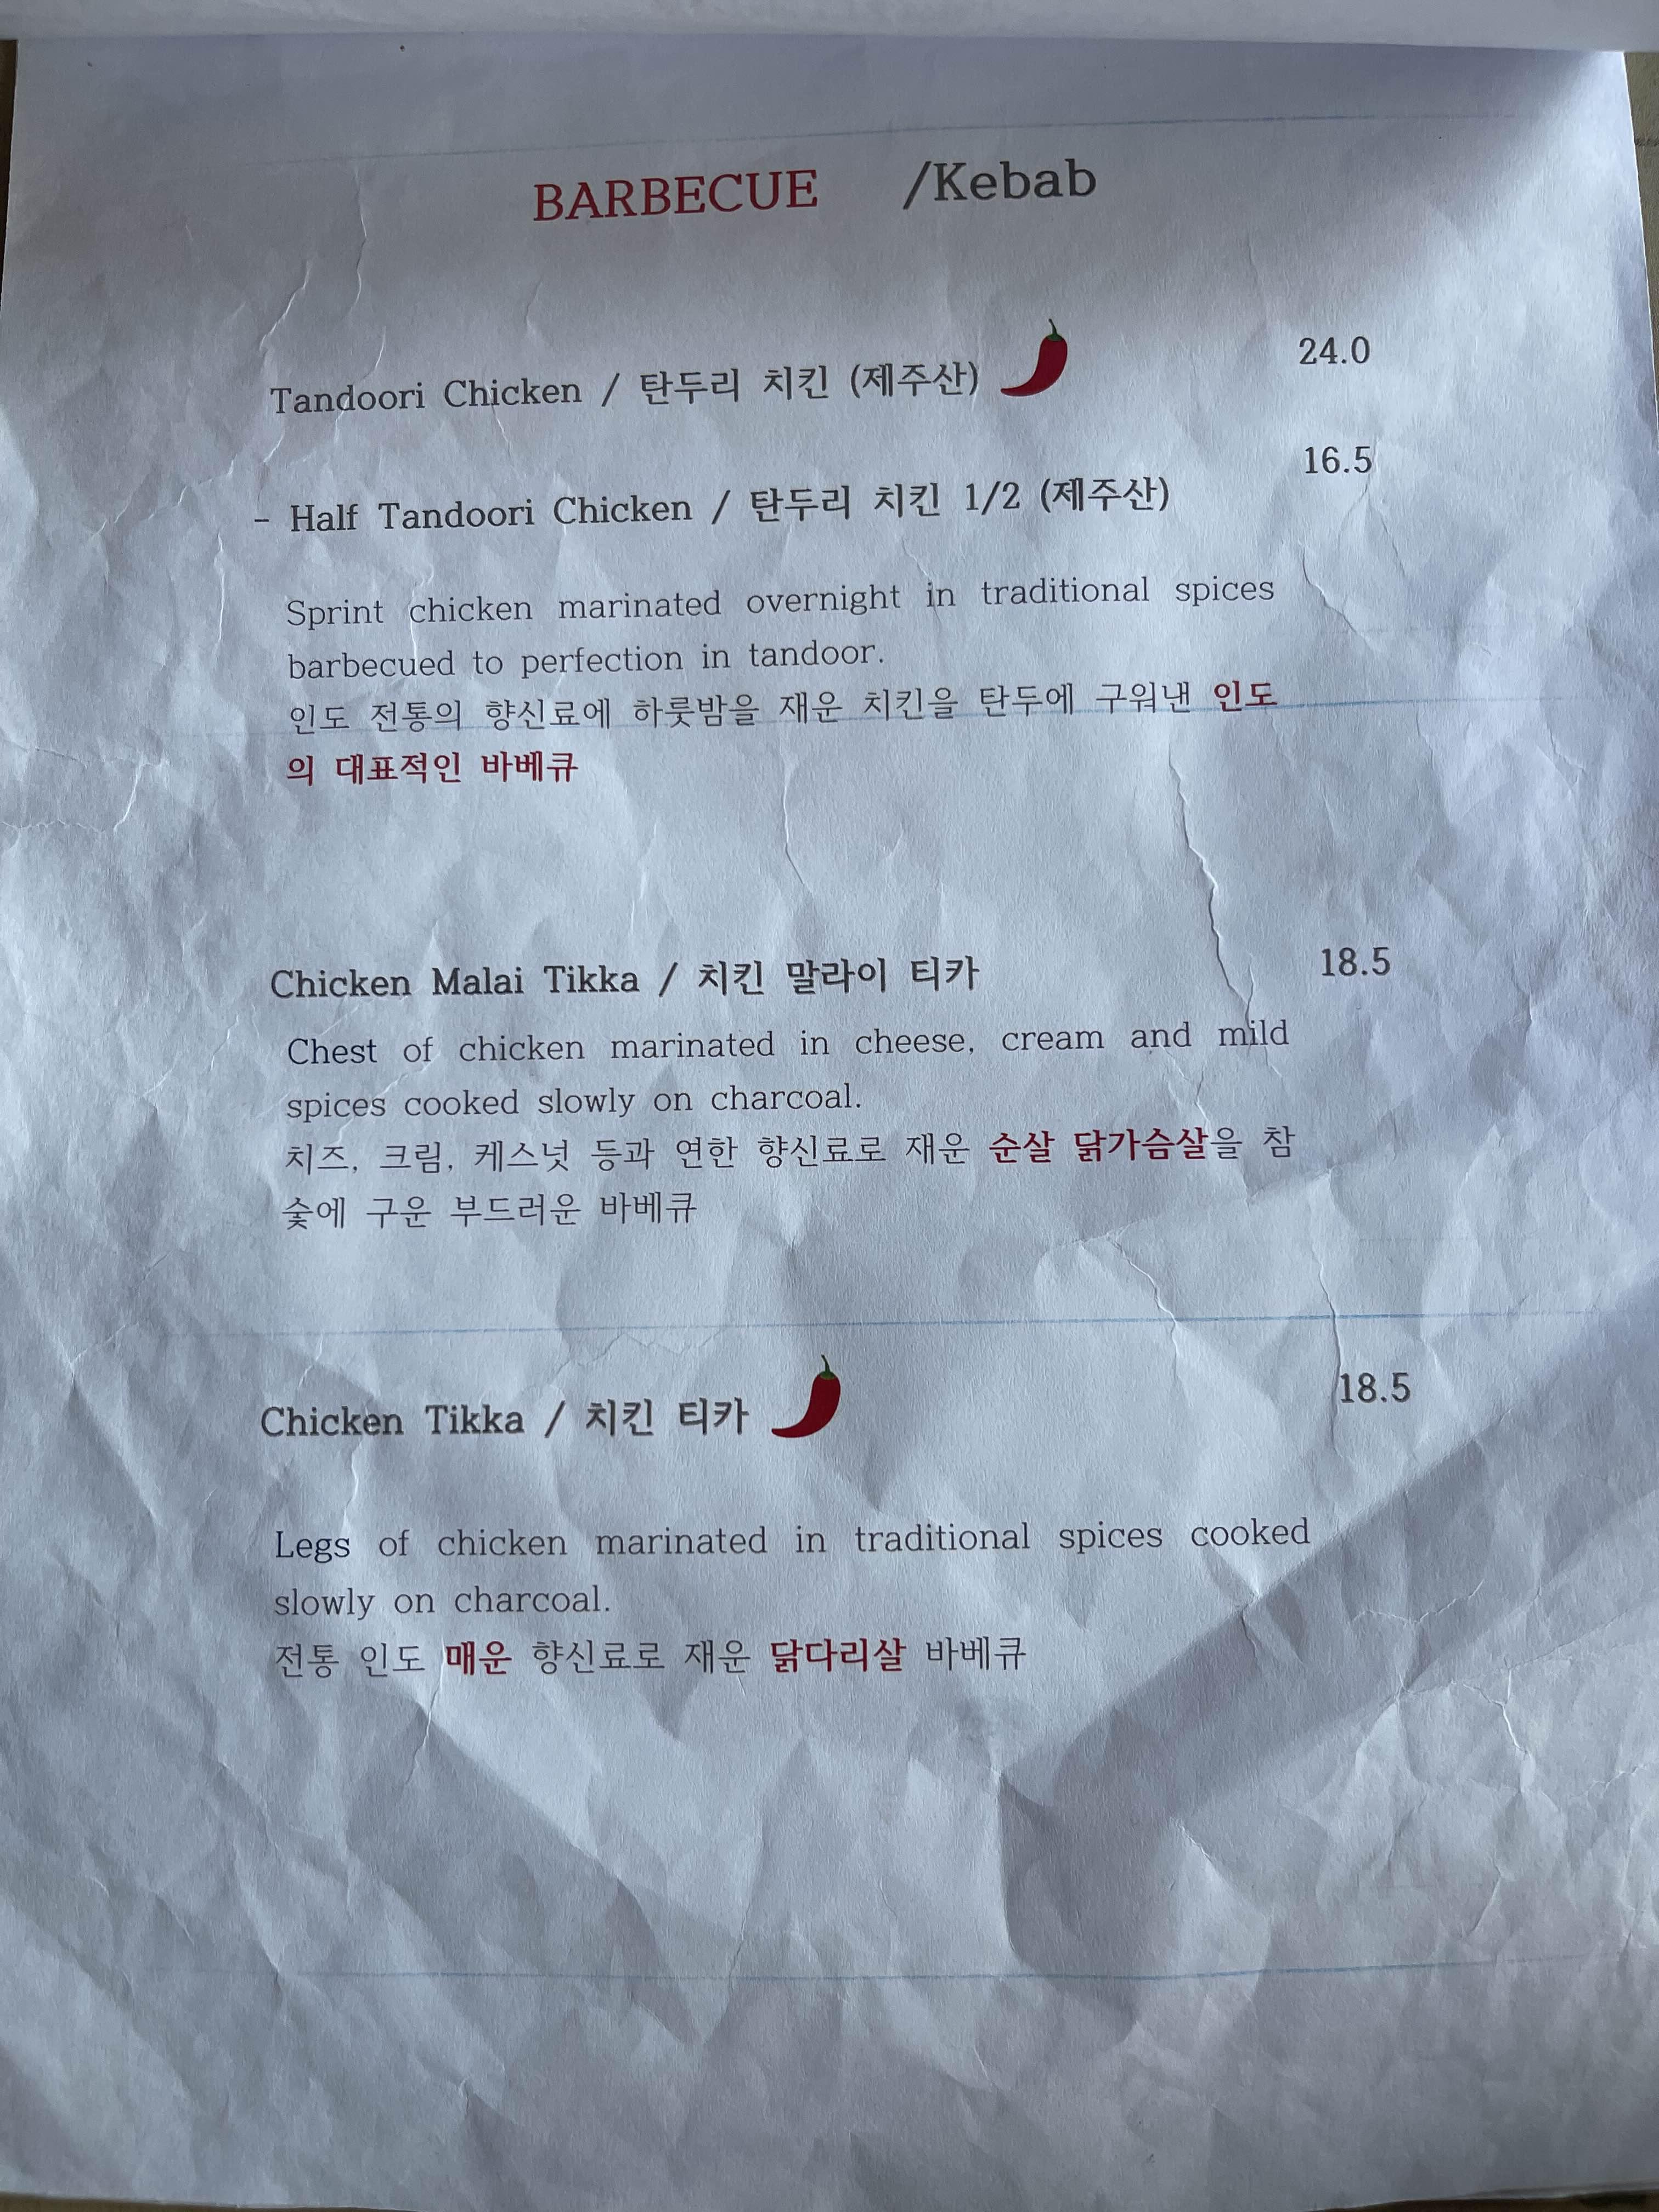 BARBECUE /Kebab
Tandoori Chicken / 탄두리 치킨 (제주산) 24.0
- Half Tandoori Chicken / 탄두리 치킨 1/2 (제주산) 16.5
Sprint chicken marinated overnight in traditional spices
barbecued to perfection in tandoor.
인도 전통의 향신료에 하룻밤을 재운 치킨을 탄두에 구워낸 인도
의 대표적인 바베큐
Chicken Malai Tikka / 치킨 말라이 티카 18.5
Chest of chicken marinated in cheese, cream and mild
spices cooked slowly on charcoal.
치즈, 크림, 케스넛 등과 연한 향신료로 재운 순살 닭가슴살을 참
숯에 구운 부드러운 바베큐
Chicken Tikka / 치킨 티카 18.5
Legs of chicken marinated in traditional spices cooked
slowly on charcoal.
전통 인도 매운 향신료로 재운 닭다리살 바베큐